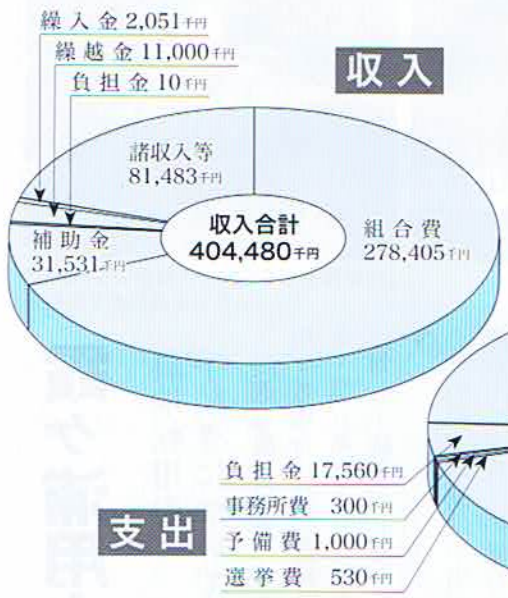 繰入金 2,051千円
繰越金 11,000千円
負担金 10千円
収入
諸収入等
81,483千円
収入合計
404,480千円
組合費
278,405千円
補助金
31,531千円
支出
負担金 17,560千円
事務所費 300千円
予備費 1,000千円
選挙費 530千円